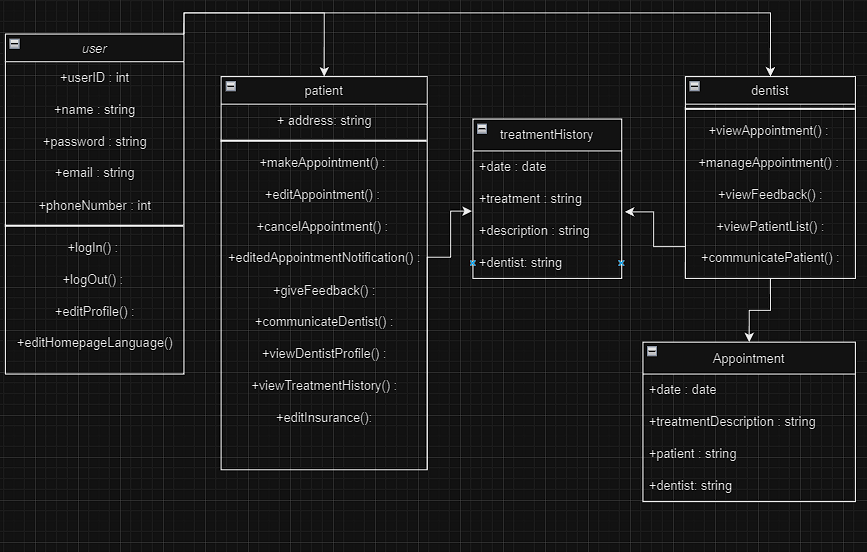 user
+userID : int
+name : string
+password : string
+email : string
+phoneNumber : int
+logIn() :
+logOut() :
+editProfile() :
+editHomepageLanguage()
patient
+ address: string
+makeAppointment() :
+editAppointment() :
+cancelAppointment() :
+editedAppointmentNotification() :
+giveFeedback() :
+communicateDentist() :
+viewDentistProfile() :
+viewTreatmentHistory() :
+editInsurance():
treatmentHistory
+date : date
+treatment : string
+description : string
+dentist: string
dentist
+viewAppointment() :
+manageAppointment() :
+viewFeedback() :
+viewPatientList() :
+communicatePatient() :
Appointment
+date : date
+treatmentDescription : string
+patient : string
+dentist: string